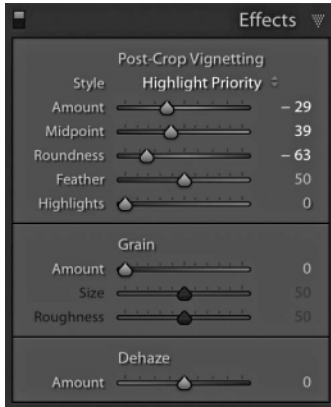 Effects
Post-Crop Vignetting
Style Highlight Priority
Amount – 29
Midpoint 39
Roundness – 63
Feather 50
Highlights 0
Grain
Amount 0
Size 50
Roughness 50
Dehaze
Amount 0